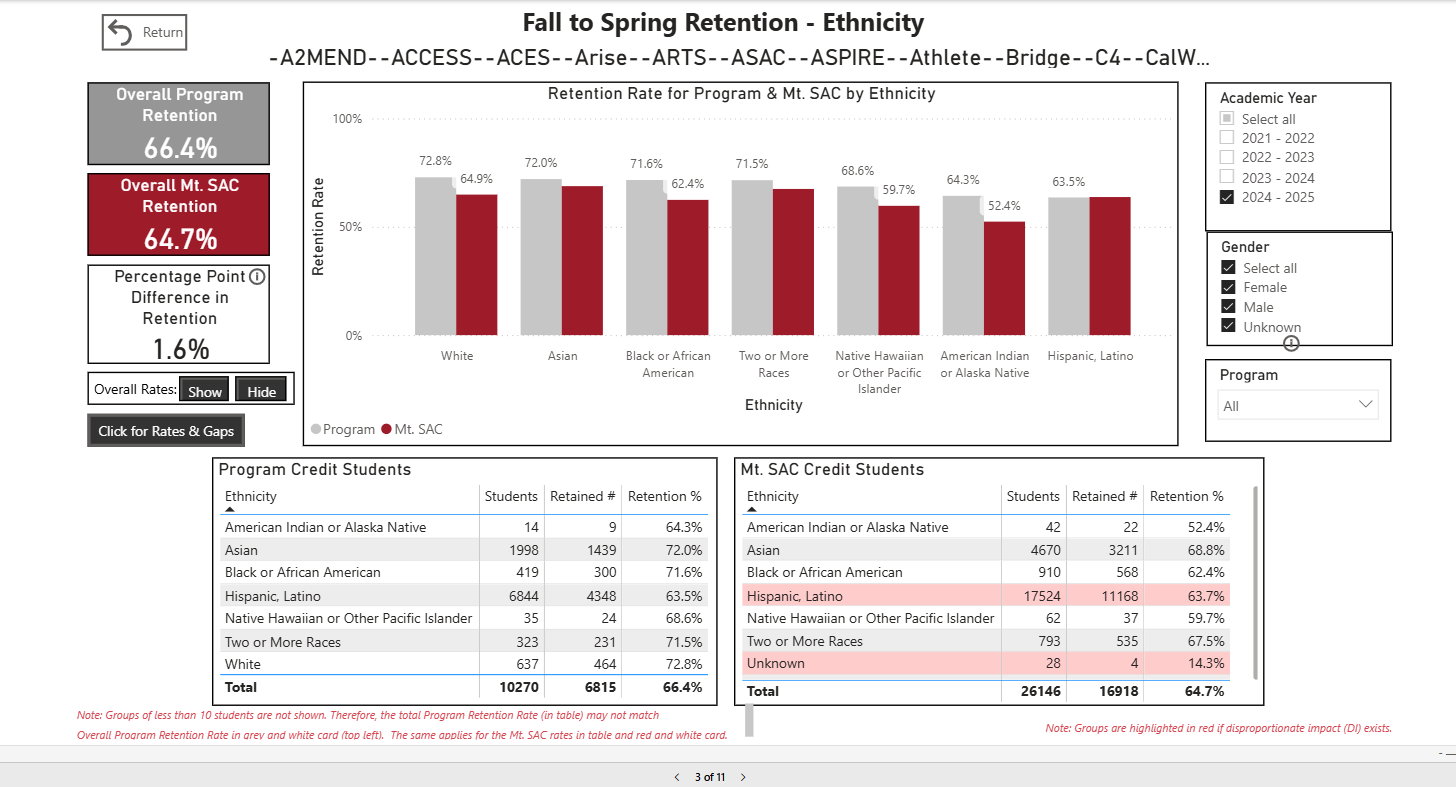 Return
Fall to Spring Retention - Ethnicity
-A2MEND--ACCESS--ACES--Arise--ARTS--ASAC--ASPIRE--Athlete--Bridge--C4--CalW...
Overall Program
Retention
66.4%
Overall Mt. SAC
Retention
64.7%
Percentage Point
Difference in
Retention
1.6%
Overall Rates: Show Hide
Click for Rates & Gaps
Retention Rate for Program & Mt. SAC by Ethnicity
Retention Rate
100%
50%
0%
72.8% 64.9% 72.0% 71.6% 62.4% 71.5% 68.6% 59.7% 64.3% 52.4% 63.5%
White
Asian
Black or African
American
Two or More
Races
Native Hawaiian
or Other Pacific
Islander
American Indian
or Alaska Native
Hispanic, Latino
Ethnicity
Program Mt. SAC
Academic Year
Select all
2021 - 2022
2022 - 2023
2023 - 2024
2024 - 2025
Gender
Select all
Female
Male
Unknown
Program
All
Program Credit Students
Ethnicity Students Retained # Retention %
American Indian or Alaska Native 14 9 64.3%
Asian 1998 1439 72.0%
Black or African American 419 300 71.6%
Hispanic, Latino 6844 4348 63.5%
Native Hawaiian or Other Pacific Islander 35 24 68.6%
Two or More Races 323 231 71.5%
White 637 464 72.8%
Total 10270 6815 66.4%
Mt. SAC Credit Students
Ethnicity Students Retained # Retention %
American Indian or Alaska Native 42 22 52.4%
Asian 4670 3211 68.8%
Black or African American 910 568 62.4%
Hispanic, Latino 17524 11168 63.7%
Native Hawaiian or Other Pacific Islander 62 37 59.7%
Two or More Races 793 535 67.5%
Unknown 28 4 14.3%
Total 26146 16918 64.7%
Note: Groups of less than 10 students are not shown. Therefore, the total Program Retention Rate (in table) may not match
Overall Program Retention Rate in grey and white card (top left). The same applies for the Mt. SAC rates in table and red and white card.
Note: Groups are highlighted in red if disproportionate impact (DI) exists.
3 of 11